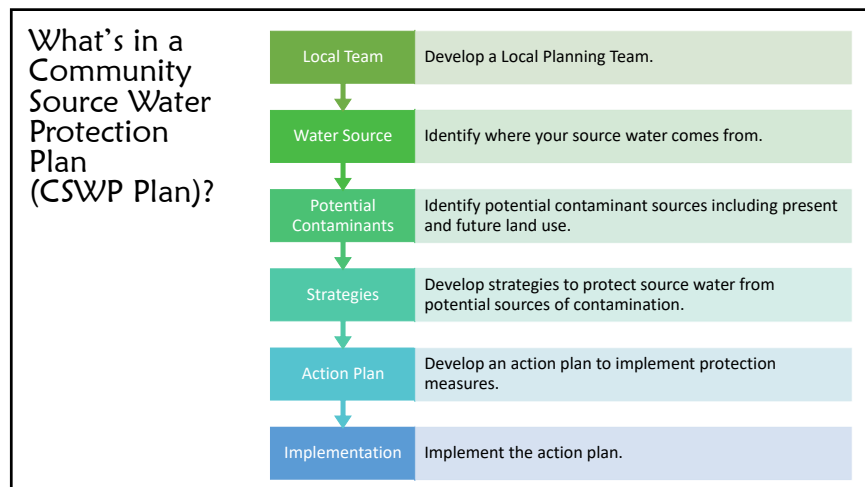 What's in a
Community
Source Water
Protection
Plan
(CSWP Plan)?
Local Team
Develop a Local Planning Team.
Water Source
Identify where your source water comes from.
Potential
Contaminants
Identify potential contaminant sources including present
and future land use.
Strategies
Develop strategies to protect source water from
potential sources of contamination.
Action Plan
Develop an action plan to implement protection
measures.
Implementation
Implement the action plan.